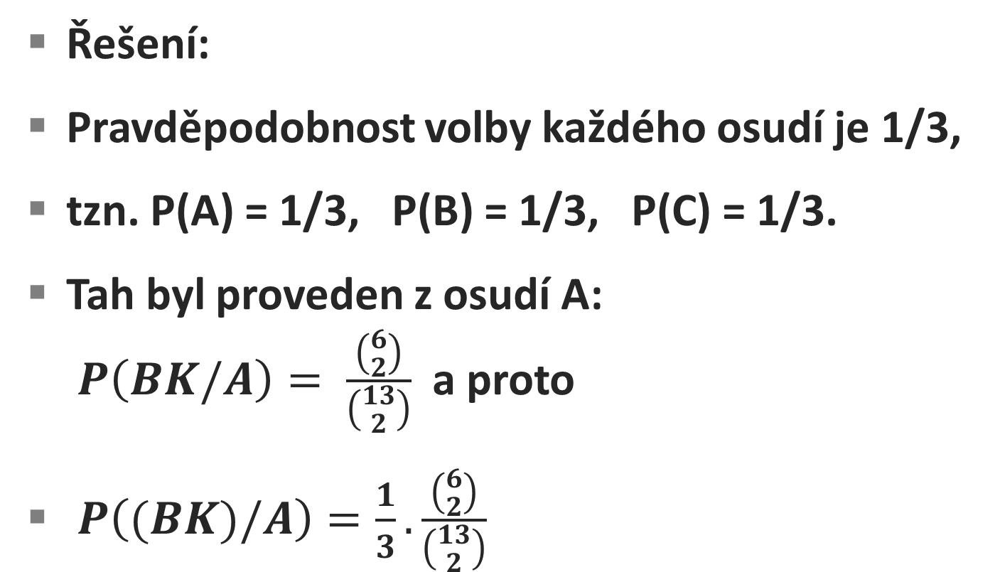 ▪ Řešení:
▪ Pravděpodobnost volby každého osudí je 1/3,
▪ tzn. P(A) = 1/3, P(B) = 1/3, P(C) = 1/3.
▪ Tah byl proveden z osudí A:
$P(BK/A) = \frac{\binom{6}{2}}{\binom{13}{2}}$ a proto
▪ $P((BK)/A) = \frac{1}{3} . \frac{\binom{6}{2}}{\binom{13}{2}}$